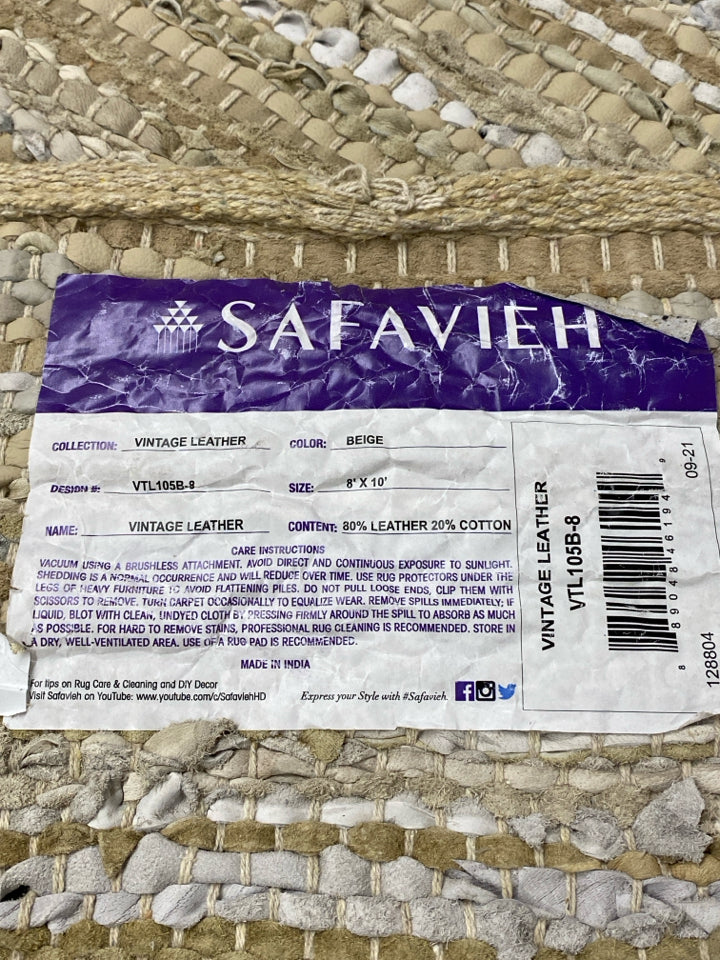 SAFAVIEH
COLLECTION: VINTAGE LEATHER COLOR: BEIGE
DESIGN #: VTL105B-8 SIZE: 8' X 10'
NAME: VINTAGE LEATHER CONTENT: 80% LEATHER 20% COTTON
CARE INSTRUCTIONS
VACUUM USING A BRUSHLESS ATTACHMENT. AVOID DIRECT AND CONTINUOUS EXPOSURE TO SUNLIGHT.
SHEDDING IS A NORMAL OCCURRENCE AND WILL REDUCE OVER TIME. USE RUG PROTECTORS UNDER THE
LEGS OF HEAVY FURNITURE TO AVOID FLATTENING PILES. DO NOT PULL LOOSE ENDS, CLIP THEM WITH
SCISSORS TO REMOVE. TURN CARPET OCCASIONALLY TO EQUALIZE WEAR. REMOVE SPILLS IMMEDIATELY; IF
LIQUID, BLOT WITH CLEAN, UNDYED CLOTH BY PRESSING FIRMLY AROUND THE SPILL TO ABSORB AS MUCH
AS POSSIBLE. FOR HARD TO REMOVE STAINS, PROFESSIONAL RUG CLEANING IS RECOMMENDED. STORE IN
A DRY, WELL-VENTILATED AREA. USE OF A RUG PAD IS RECOMMENDED.
MADE IN INDIA
For tips on Rug Care & Cleaning and DIY Decor
Visit Safavieh on YouTube: www.youtube.com/c/SafaviehHD
Express your Style with #Safavieh.
VINTAGE LEATHER
VTL105B-8
8 89048 46194 9
09-21
128804